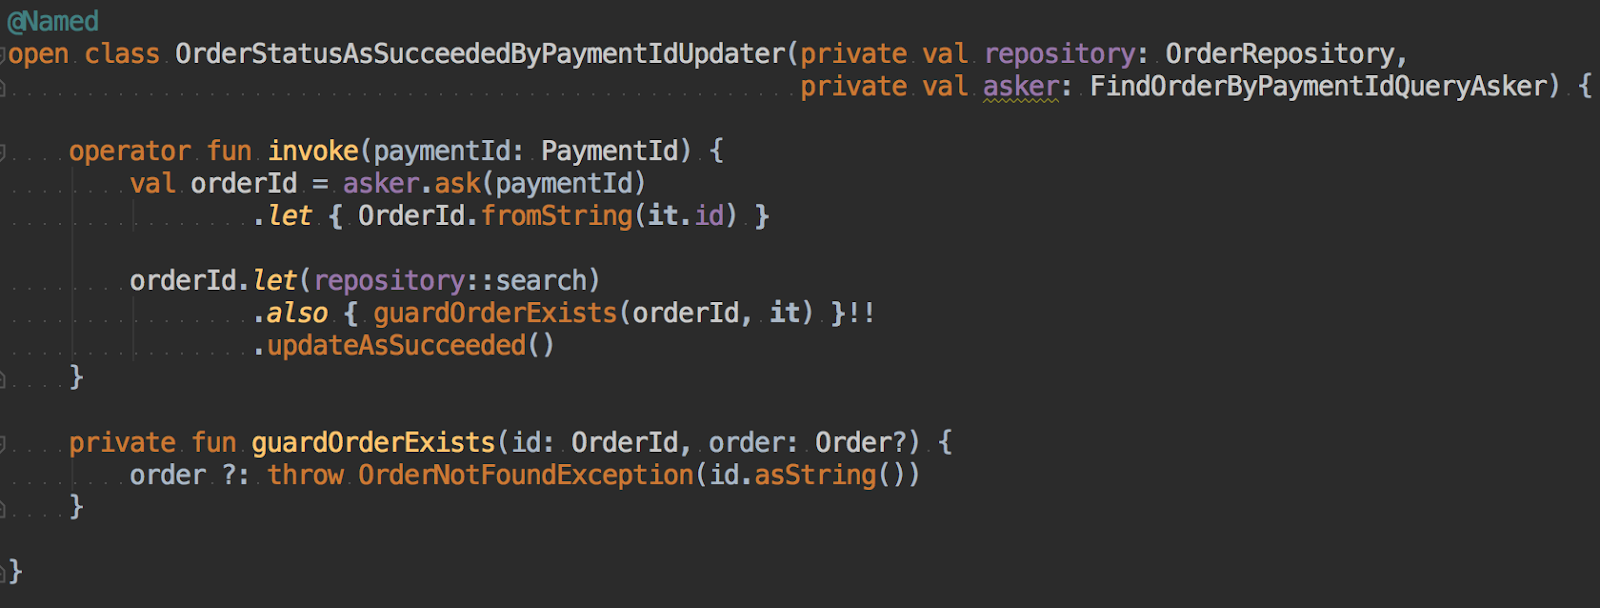 @Named
open class OrderStatusAsSucceededByPaymentIdUpdater(private val repository: OrderRepository,
private val asker: FindOrderByPaymentIdQueryAsker) {
operator fun invoke(paymentId: PaymentId) {
val orderId = asker.ask(paymentId)
.let { OrderId.fromString(it.id) }
orderId.let(repository::search)
.also { guardOrderExists(orderId, it) }!!
.updateAsSucceeded()
}
private fun guardOrderExists(id: OrderId, order: Order?) {
order ?: throw OrderNotFoundException(id.asString())
}
}